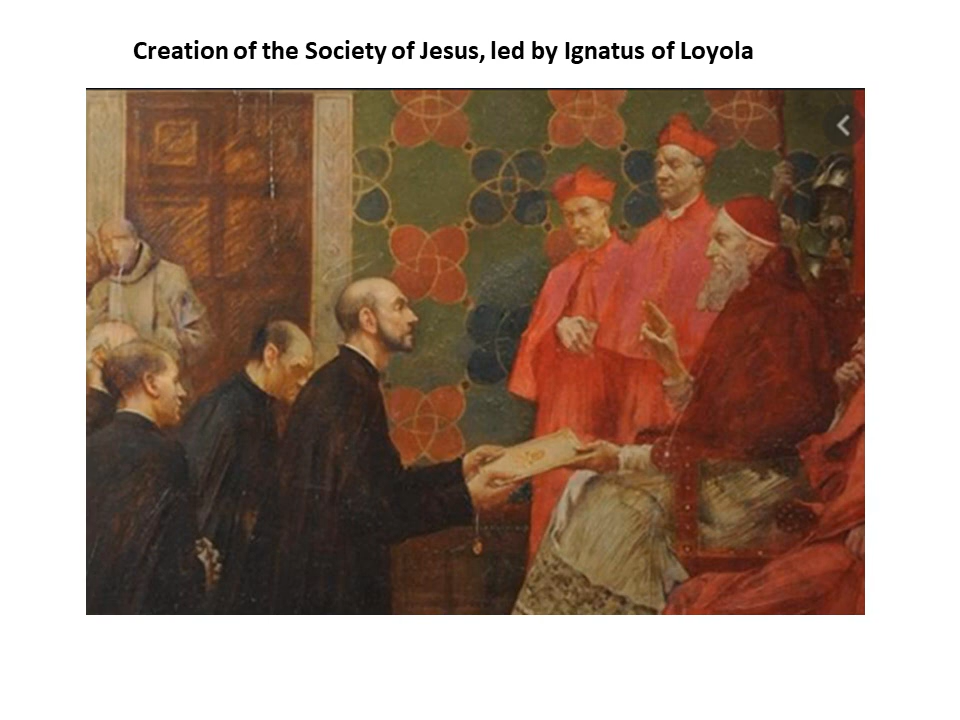 Creation of the Society of Jesus, led by Ignatus of Loyola